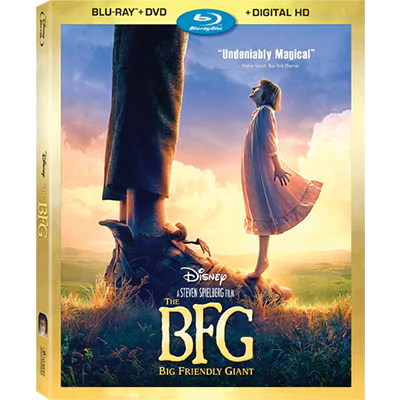 BLU-RAY™+DVD
Blu-ray Disc
+DIGITAL HD
"Undeniably Magical"
Disney
A STEVEN SPIELBERG FILM
THE
BFG
BIG FRIENDLY GIANT
Disney
THE
BFG